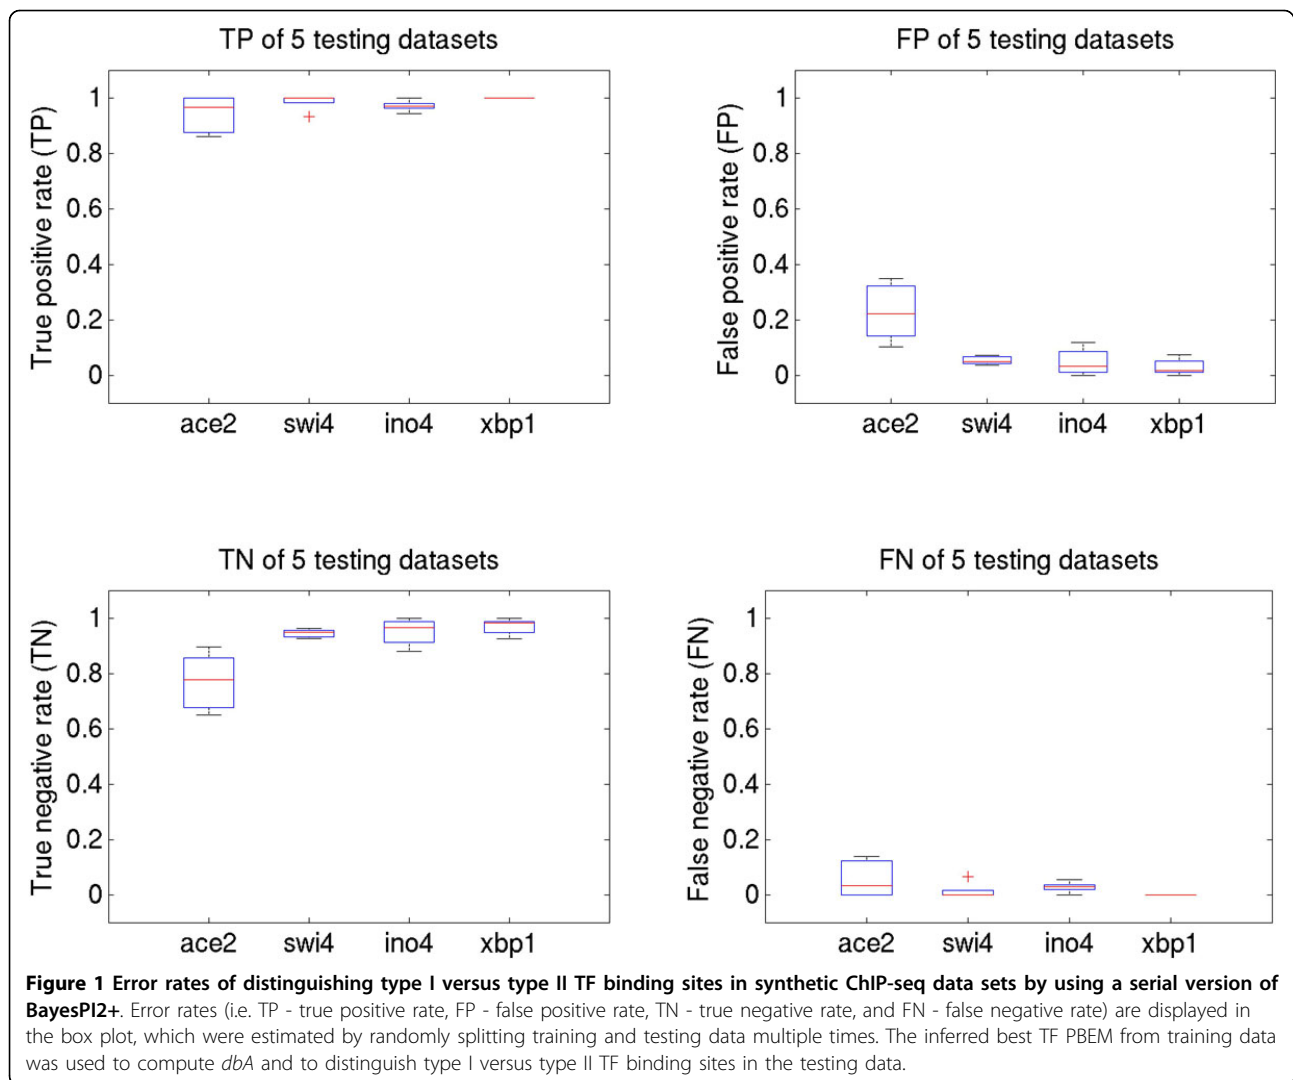 TP of 5 testing datasets
True positive rate (TP)
1
0.8
0.6
0.4
0.2
0
ace2 swi4 ino4 xbp1
FP of 5 testing datasets
False positive rate (FP)
1
0.8
0.6
0.4
0.2
0
ace2 swi4 ino4 xbp1
TN of 5 testing datasets
True negative rate (TN)
1
0.8
0.6
0.4
0.2
0
ace2 swi4 ino4 xbp1
FN of 5 testing datasets
False negative rate (FN)
1
0.8
0.6
0.4
0.2
0
ace2 swi4 ino4 xbp1
Figure 1 Error rates of distinguishing type I versus type II TF binding sites in synthetic ChIP-seq data sets by using a serial version of
BayesPI2+. Error rates (i.e. TP - true positive rate, FP - false positive rate, TN - true negative rate, and FN - false negative rate) are displayed in
the box plot, which were estimated by randomly splitting training and testing data multiple times. The inferred best TF PBEM from training data
was used to compute dbA and to distinguish type I versus type II TF binding sites in the testing data.